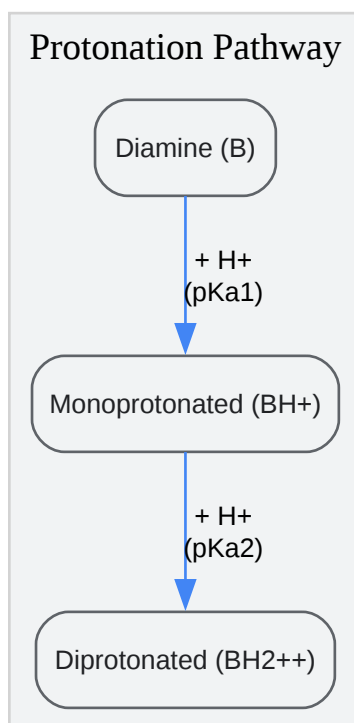 Protonation Pathway
Diamine (B)
+ H+
(pKa1)
Monoprotonated (BH+)
+ H+
(pKa2)
Diprotonated (BH2++)